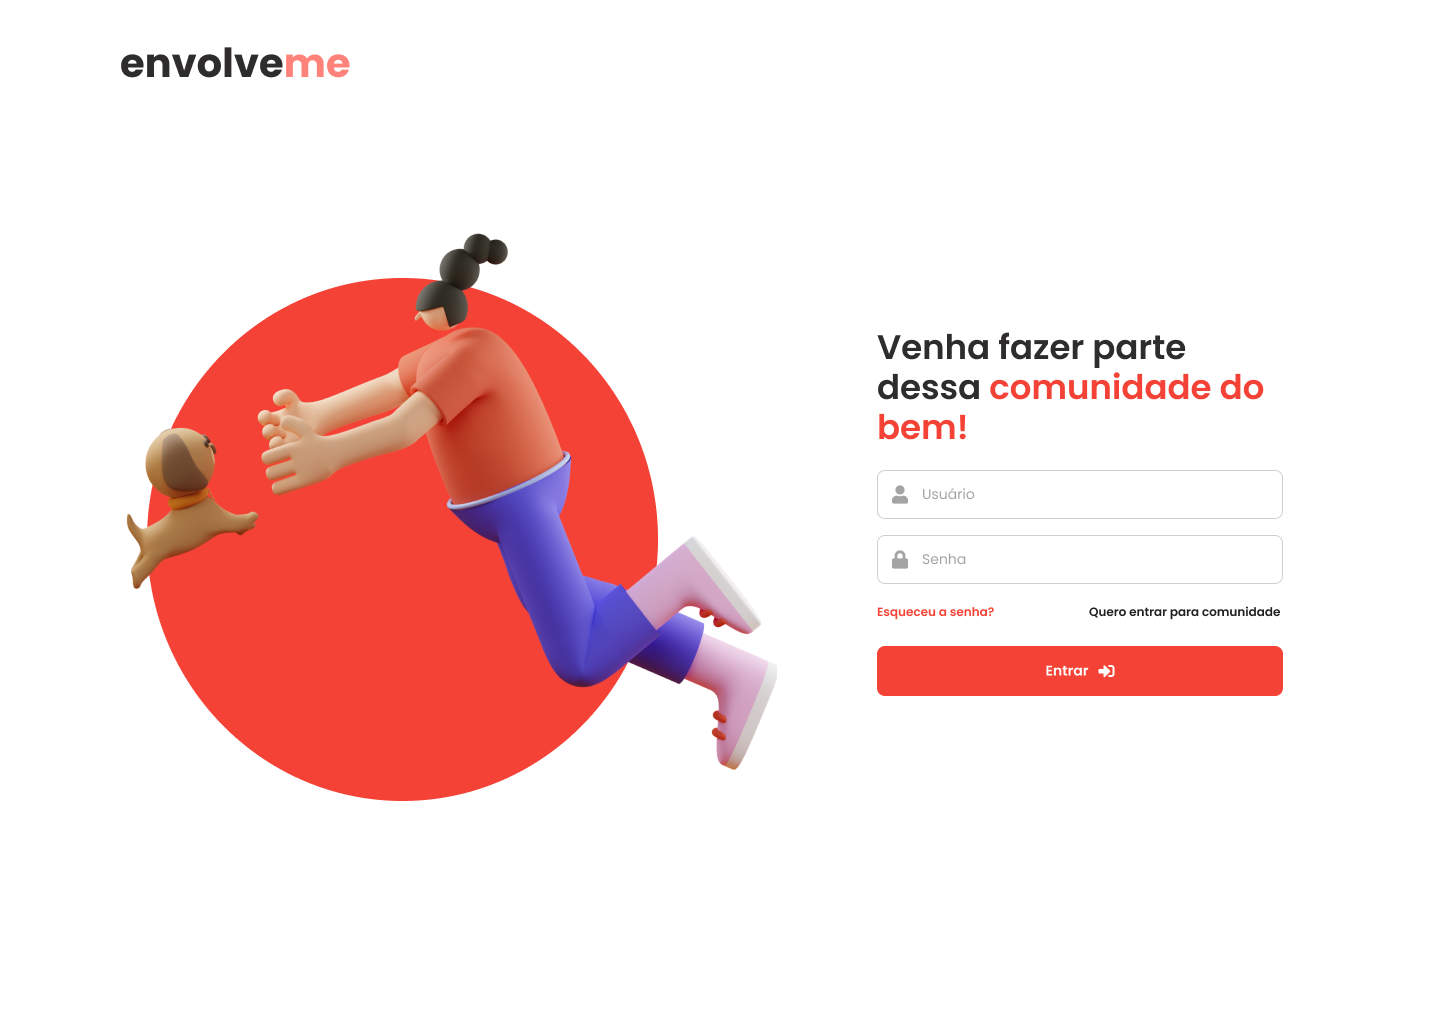 envolveme
Venha fazer parte
dessa comunidade do
bem!
Usuário
Senha
Esqueceu a senha? Quero entrar para comunidade
Entrar